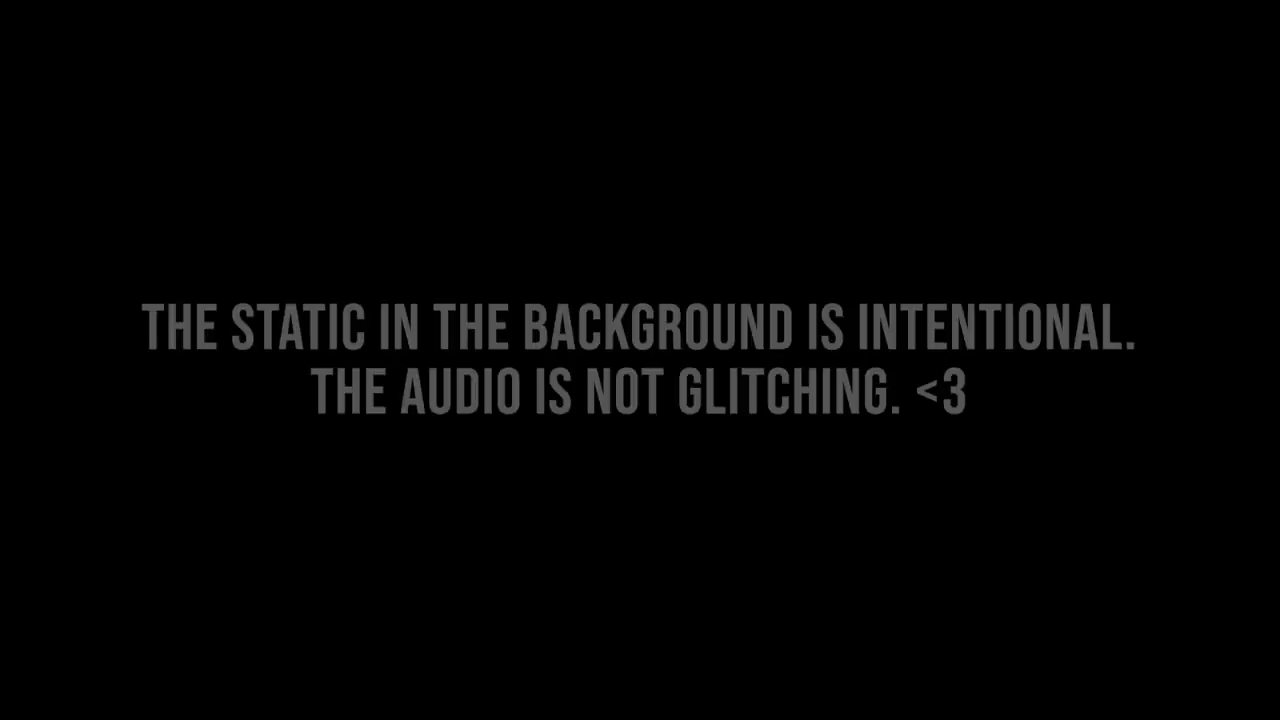 THE STATIC IN THE BACKGROUND IS INTENTIONAL.
THE AUDIO IS NOT GLITCHING. <3